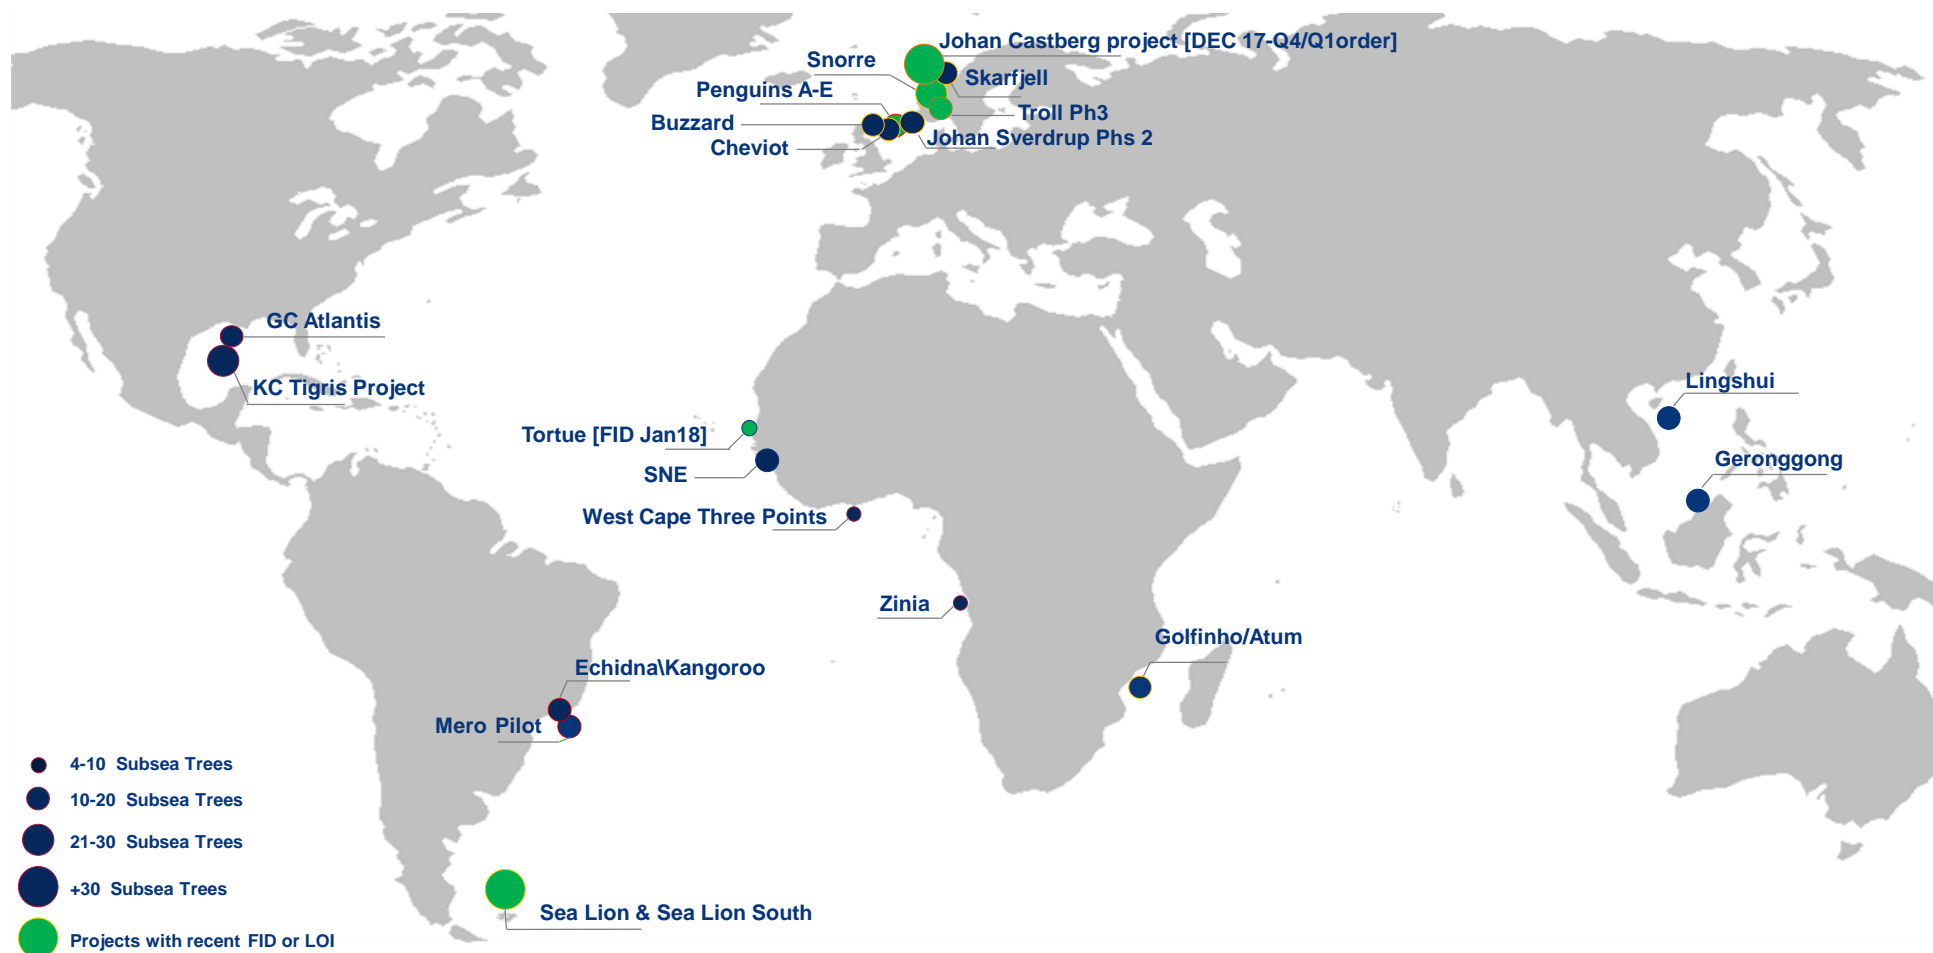 Johan Castberg project [DEC 17-Q4/Q1order]
Snorre
Skarfjell
Penguins A-E
Troll Ph3
Buzzard
Johan Sverdrup Phs 2
Cheviot
GC Atlantis
KC Tigris Project
Lingshui
Tortue [FID Jan18]
Geronggong
SNE
West Cape Three Points
Zinia
Golfinho/Atum
Echidna\Kangoroo
Mero Pilot
4-10 Subsea Trees
10-20 Subsea Trees
21-30 Subsea Trees
+30 Subsea Trees
Sea Lion & Sea Lion South
Projects with recent FID or LOI